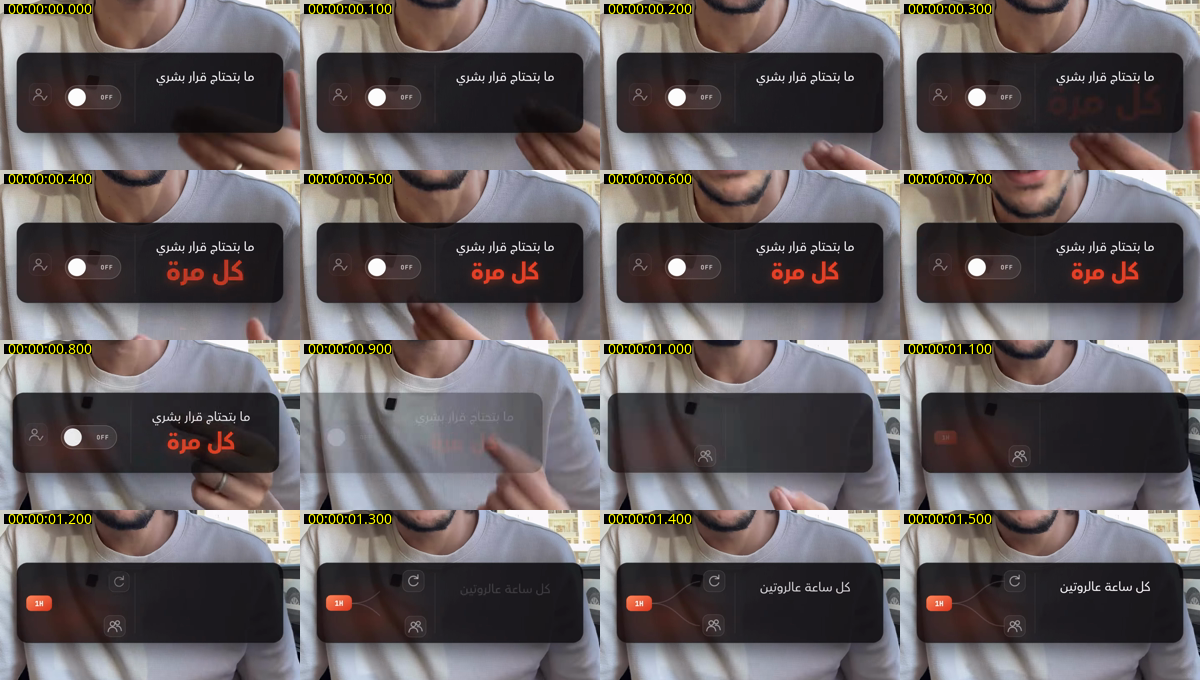 00:00:00.000
ما بتحتاج قرار بشري
OFF
00:00:00.100
ما بتحتاج قرار بشري
OFF
00:00:00.200
ما بتحتاج قرار بشري
OFF
00:00:00.300
ما بتحتاج قرار بشري
كل مرة
OFF
00:00:00.400
ما بتحتاج قرار بشري
كل مرة
OFF
00:00:00.500
ما بتحتاج قرار بشري
كل مرة
OFF
00:00:00.600
ما بتحتاج قرار بشري
كل مرة
OFF
00:00:00.700
ما بتحتاج قرار بشري
كل مرة
OFF
00:00:00.800
ما بتحتاج قرار بشري
كل مرة
OFF
00:00:00.900
ما بتحتاج قرار بشري
كل مرة
00:00:01.000
00:00:01.100
1H
00:00:01.200
1H
00:00:01.300
كل ساعة عالروتين
1H
00:00:01.400
كل ساعة عالروتين
1H
00:00:01.500
كل ساعة عالروتين
1H